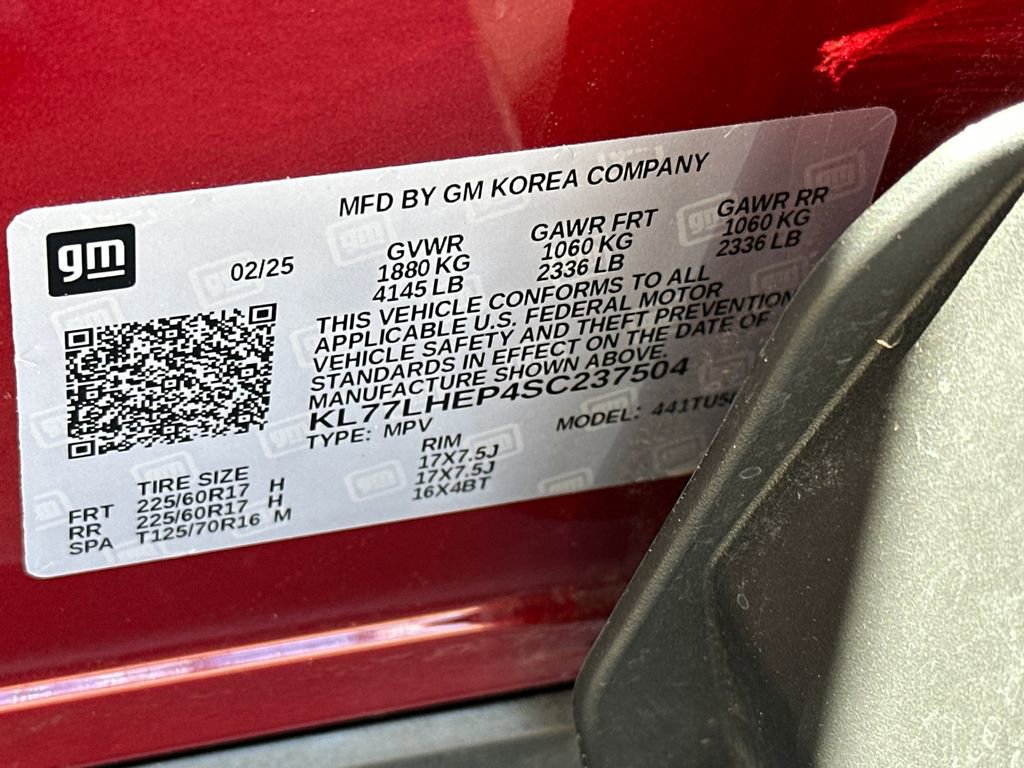 MFD BY GM KOREA COMPANY
gm
02/25
GVWR
1880 KG
4145 LB
GAWR FRT
1060 KG
2336 LB
GAWR RR
1060 KG
2336 LB
THIS VEHICLE CONFORMS TO ALL
APPLICABLE U.S. FEDERAL MOTOR
VEHICLE SAFETY AND THEFT PREVENTION
STANDARDS IN EFFECT ON THE DATE OF
MANUFACTURE SHOWN ABOVE.
KL77LHEP4SC237504
TYPE: MPV
MODEL:
TIRE SIZE
RIM
FRT 225/60R17 H 17X7.5J
RR 225/60R17 H 17X7.5J
SPA T125/70R16 M 16X4BT